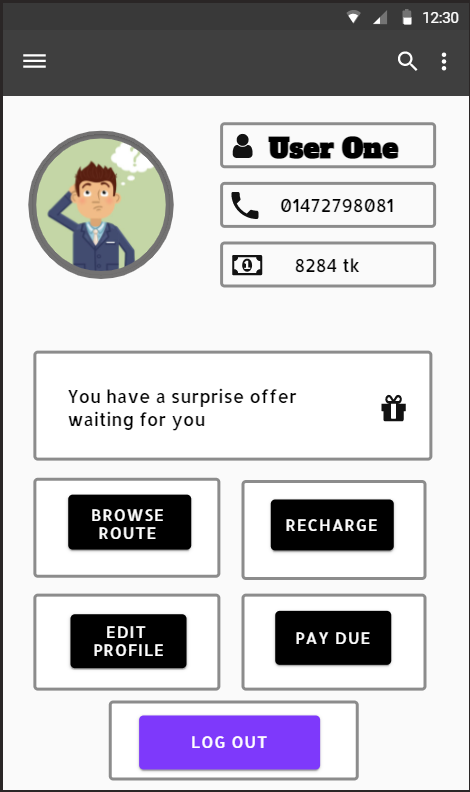 12:30
User One
01472798081
8284 tk
You have a surprise offer
waiting for you
BROWSE
ROUTE
RECHARGE
EDIT
PROFILE
PAY DUE
LOG OUT